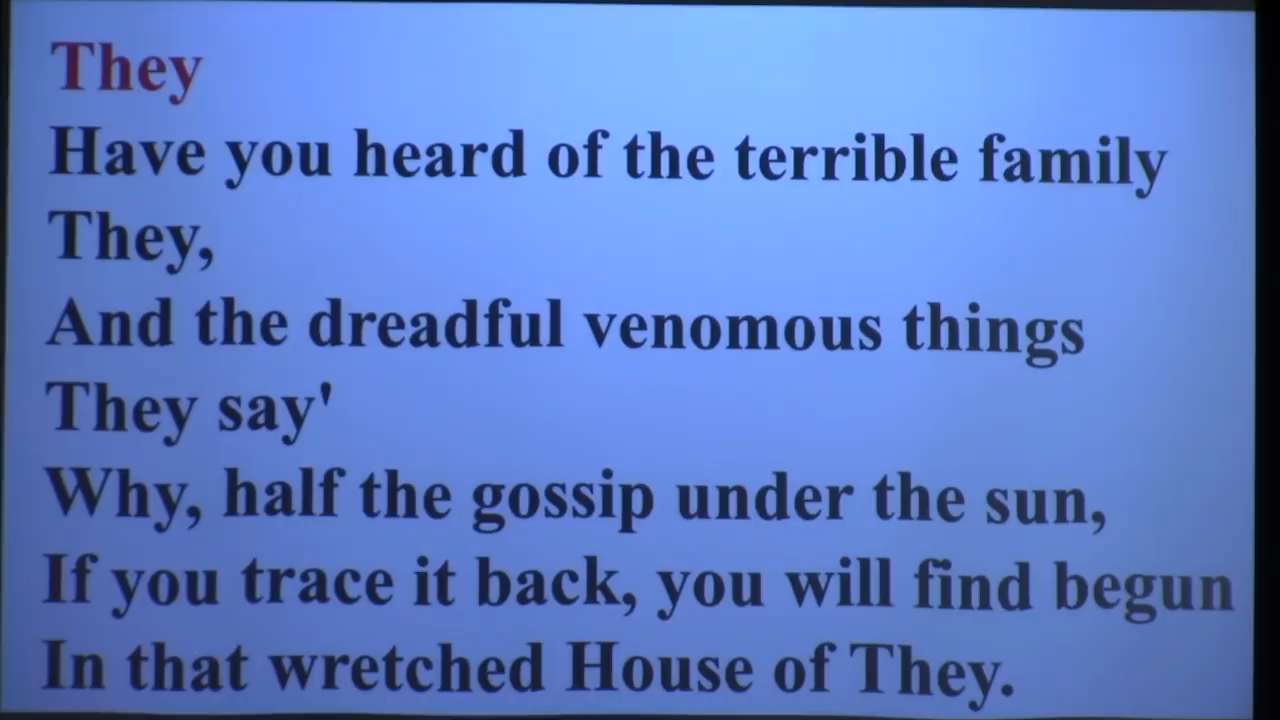 They
Have you heard of the terrible family
They,
And the dreadful venomous things
They say'
Why, half the gossip under the sun,
If you trace it back, you will find begun
In that wretched House of They.